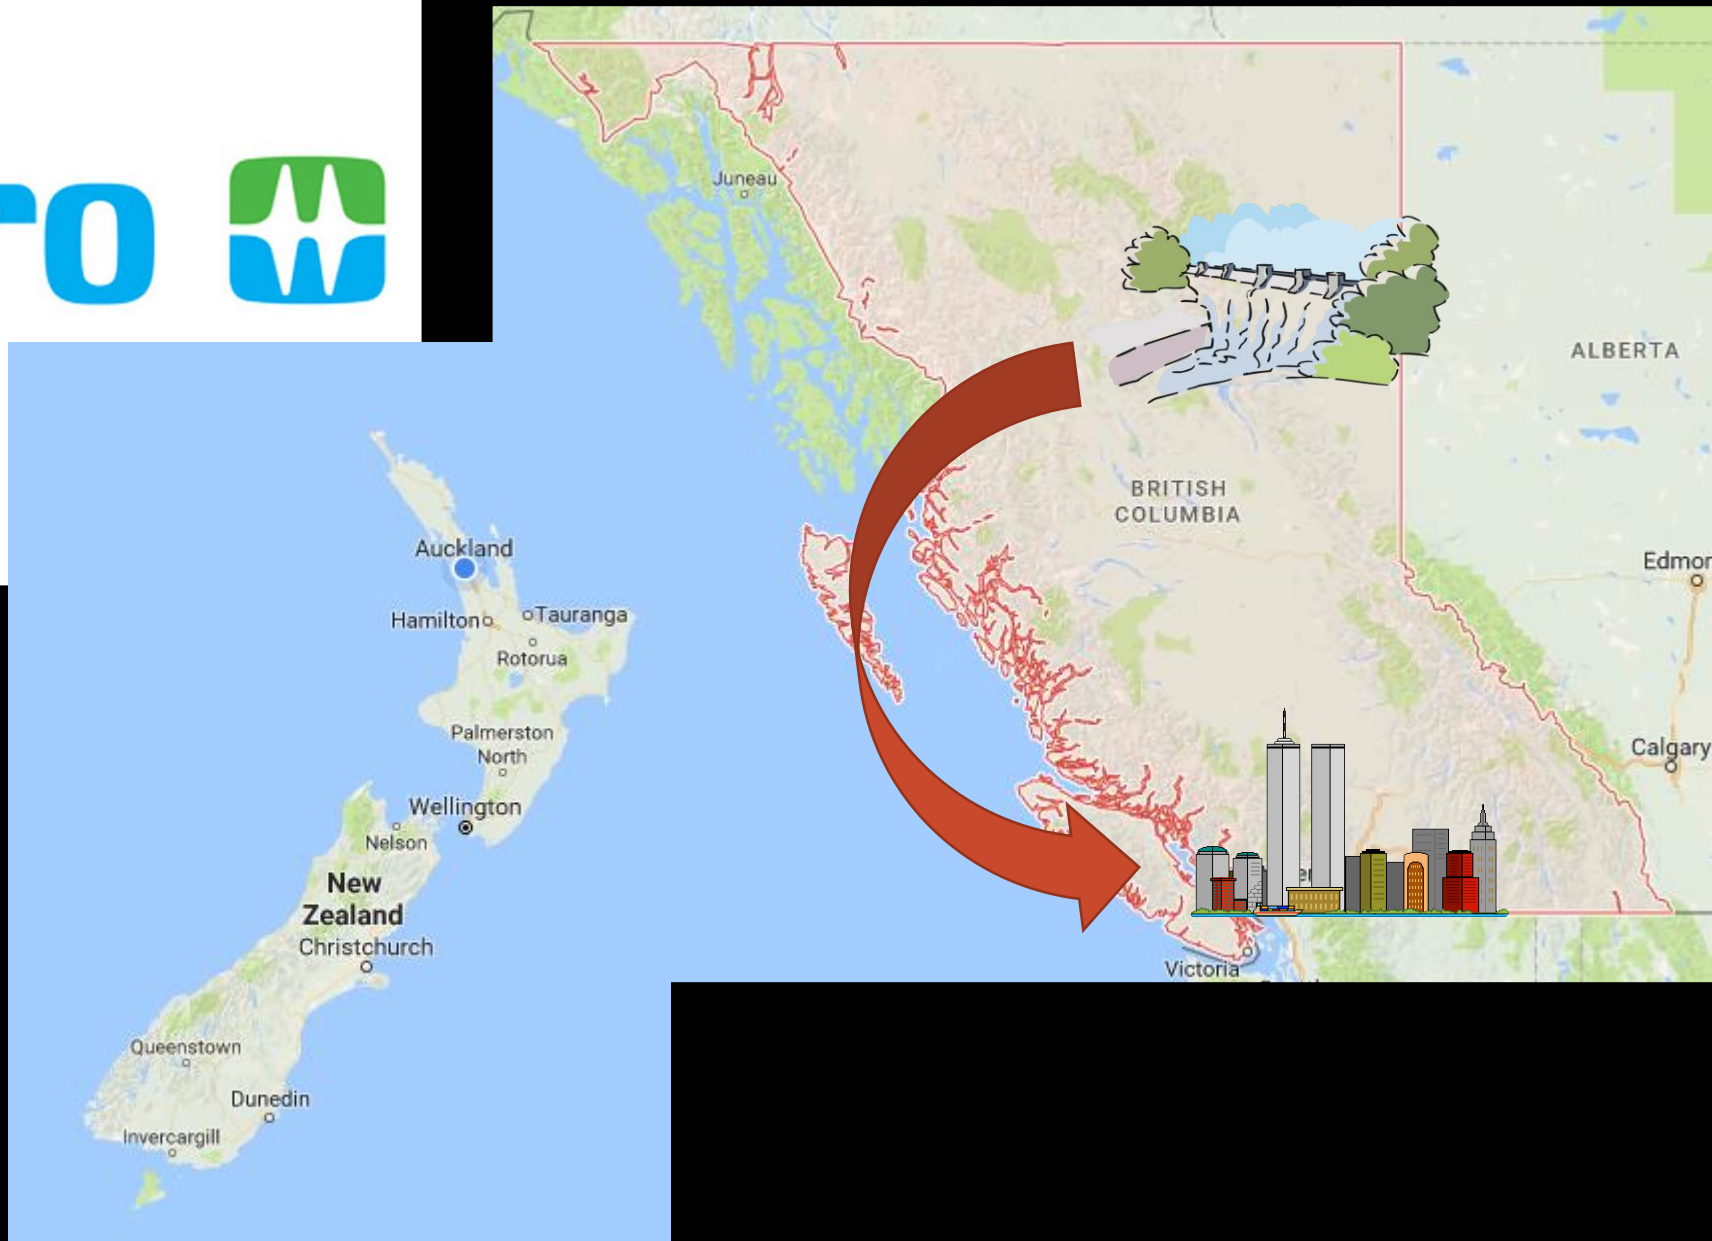 ro
Juneau
ALBERTA
BRITISH
COLUMBIA
Edmor
Calgary
Victoria
Auckland
Hamilton
Tauranga
Rotorua
Palmerston
North
Wellington
Nelson
New
Zealand
Christchurch
Queenstown
Dunedin
Invercargill